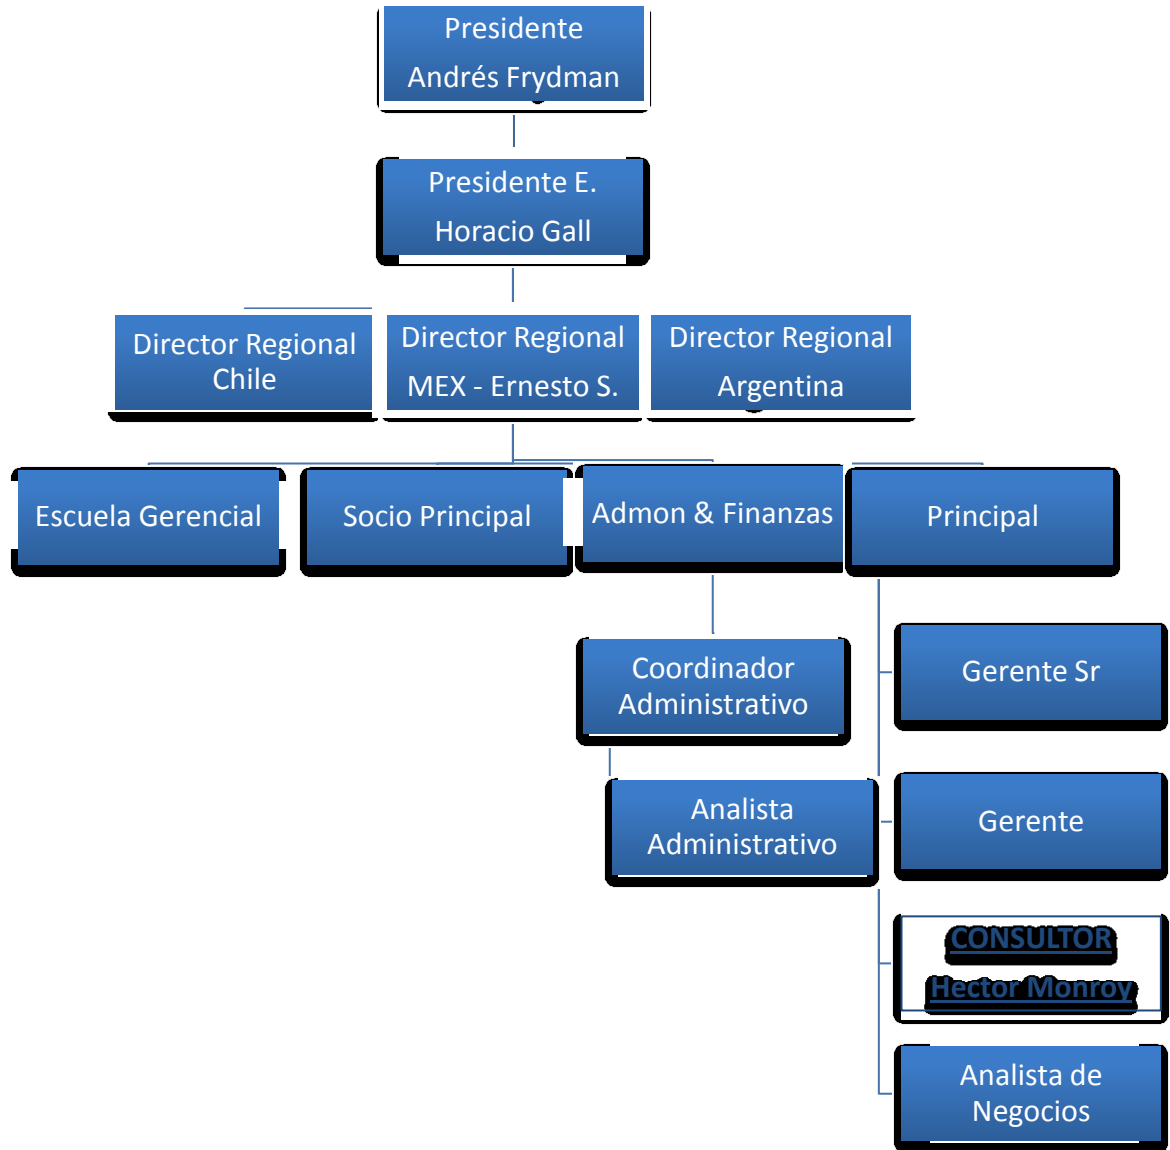 Presidente
Andrés Frydman
Presidente E.
Horacio Gall
Director Regional
Chile
Director Regional
MEX - Ernesto S.
Director Regional
Argentina
Escuela Gerencial
Socio Principal
Admon & Finanzas
Principal
Coordinador
Administrativo
Gerente Sr
Analista
Administrativo
Gerente
CONSULTOR
Hector Monroy
Analista de
Negocios